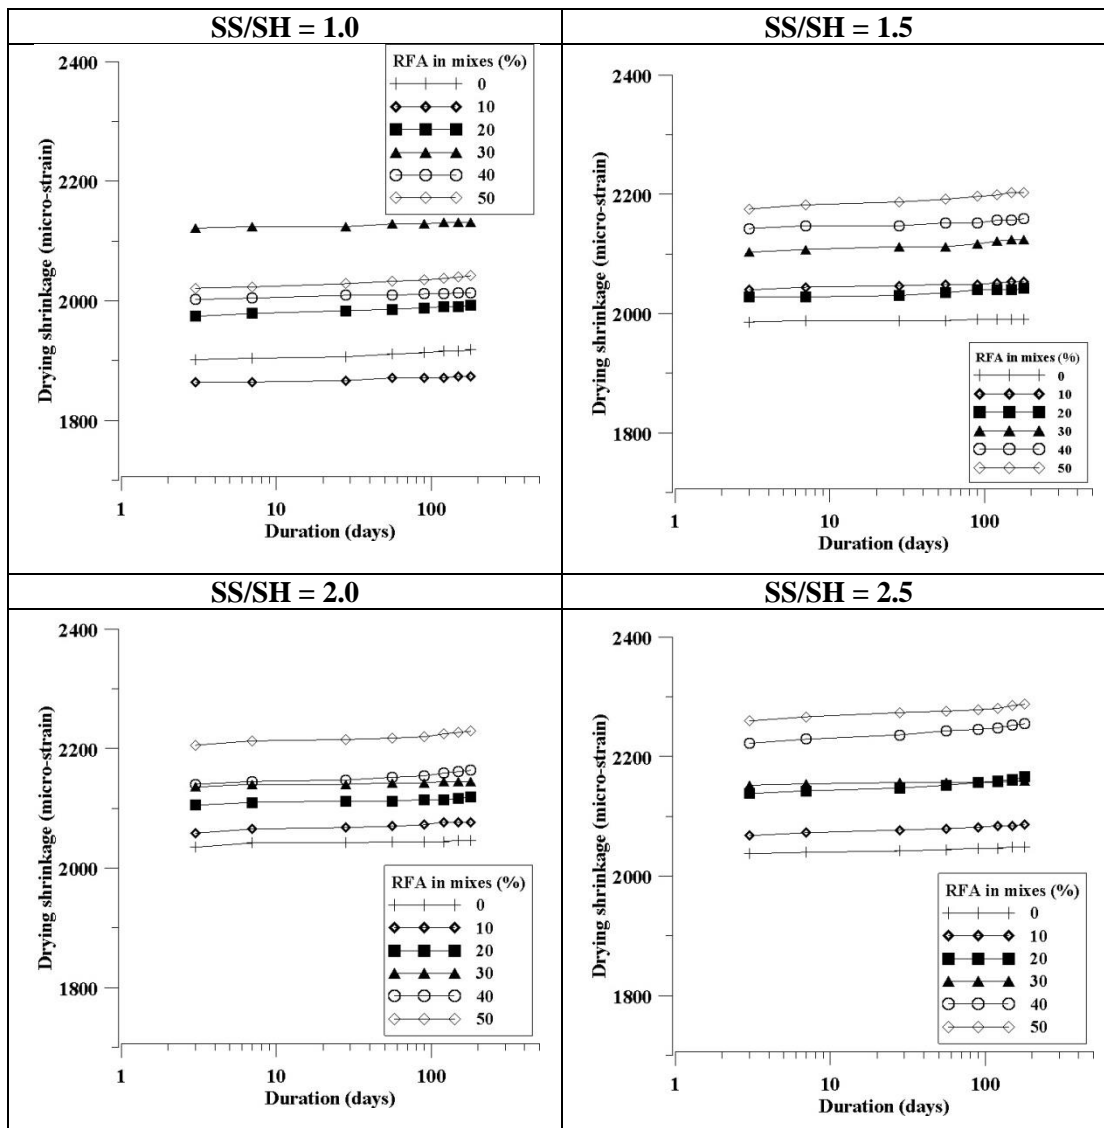 SS/SH = 1.0
2400
2200
2000
1800
Drying shrinkage (micro-strain)
RFA in mixes (%)
0
10
20
30
40
50
1 10 100
Duration (days)
SS/SH = 1.5
2400
2200
2000
1800
Drying shrinkage (micro-strain)
RFA in mixes (%)
0
10
20
30
40
50
1 10 100
Duration (days)
SS/SH = 2.0
2400
2200
2000
1800
Drying shrinkage (micro-strain)
RFA in mixes (%)
0
10
20
30
40
50
1 10 100
Duration (days)
SS/SH = 2.5
2400
2200
2000
1800
Drying shrinkage (micro-strain)
RFA in mixes (%)
0
10
20
30
40
50
1 10 100
Duration (days)